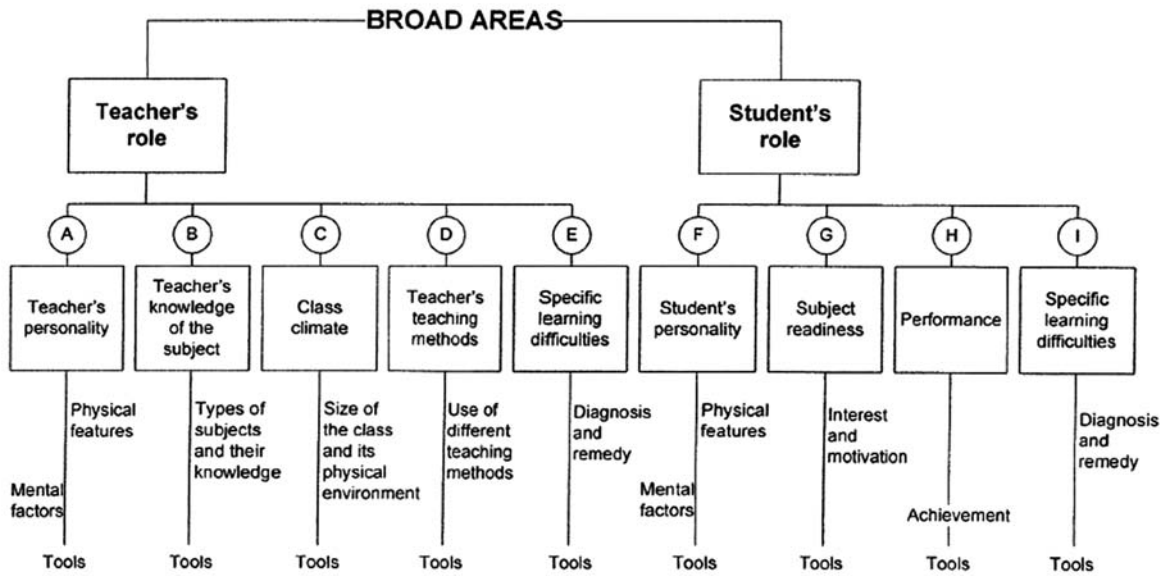 BROAD AREAS
Teacher's
role
Student's
role
A
B
C
D
E
F
G
H
I
Teacher's
personality
Teacher's
knowledge
of the
subject
Class
climate
Teacher's
teaching
methods
Specific
learning
difficulties
Student's
personality
Subject
readiness
Performance
Specific
learning
difficulties
Physical
features
Mental
factors
Types of
subjects
and their
knowledge
Size of
the class
and its
physical
environment
Use of
different
teaching
methods
Diagnosis
and
remedy
Physical
features
Mental
factors
Interest
and
motivation
Achievement
Diagnosis
and
remedy
Tools
Tools
Tools
Tools
Tools
Tools
Tools
Tools
Tools